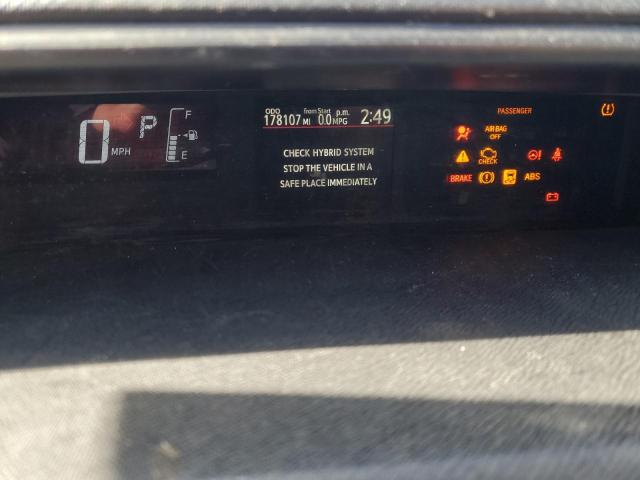 0 MPH
P
F
E
ODO from Start p.m.
178107 MI 0.0 MPG 2:49
CHECK HYBRID SYSTEM
STOP THE VEHICLE IN A
SAFE PLACE IMMEDIATELY
PASSENGER
AIR BAG
OFF
CHECK
BRAKE ABS